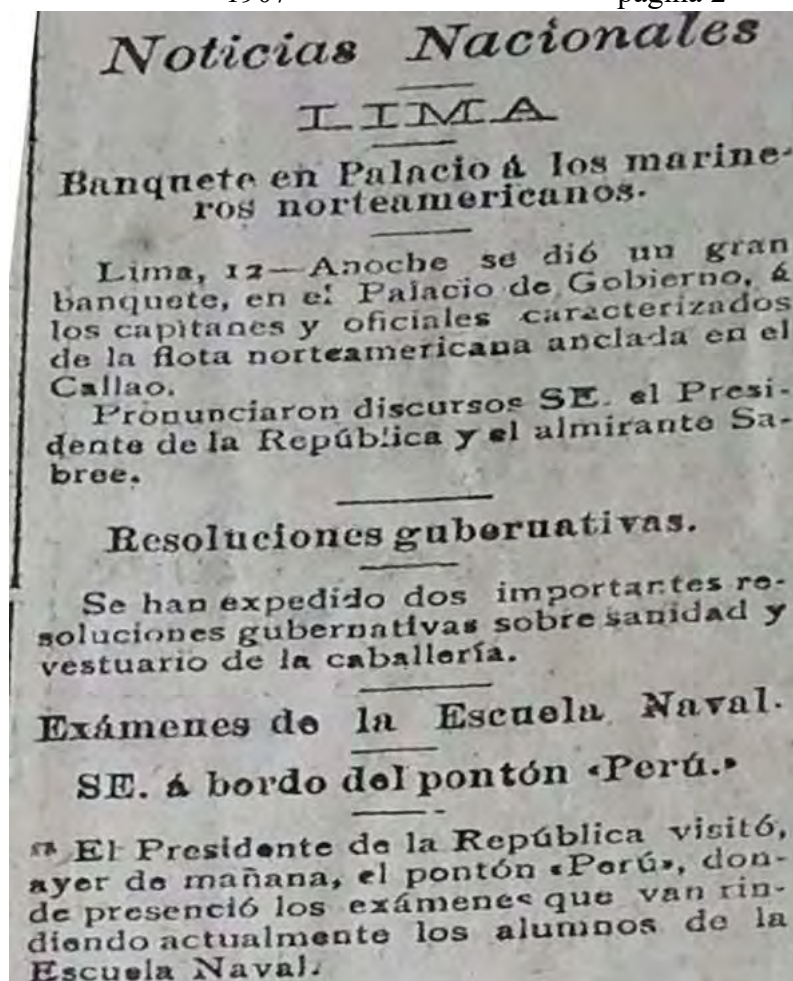 1907 página 2
Noticias Nacionales
LIMA
Banquete en Palacio á los marine-
ros norteamericanos.
Lima, 12—Anoche se dió un gran
banquete, en el Palacio de Gobierno, á
los capitanes y oficiales caracterizados
de la flota norteamericana anclada en el
Callao.
Pronunciaron discursos SE. el Presi-
dente de la República y el almirante Sa-
bree.
Resoluciones gubernativas.
Se han expedido dos importantes re-
soluciones gubernativas sobre sanidad y
vestuario de la caballería.
Exámenes de la Escuela Naval.
SE. á bordo del pontón «Perú.»
El Presidente de la República visitó,
ayer de mañana, el pontón «Perú», don-
de presenció los exámenes que van rin-
diendo actualmente los alumnos de la
Escuela Naval.